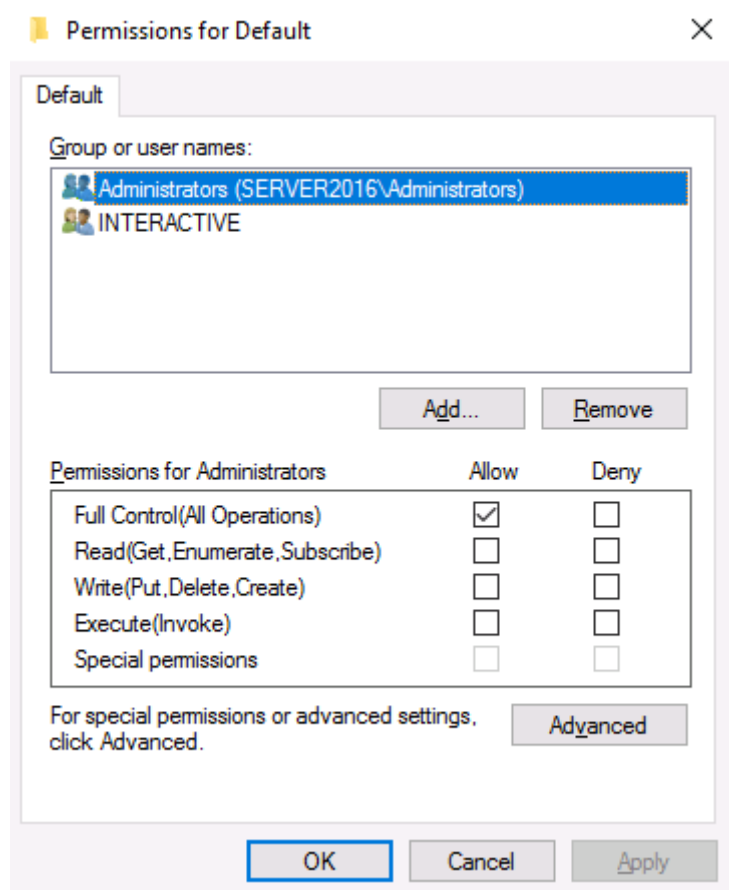 Permissions for Default
Default
Group or user names:
Administrators (SERVER2016\Administrators)
INTERACTIVE
Add...
Remove
Permissions for Administrators
Allow
Deny
Full Control(All Operations)
Read(Get,Enumerate,Subscribe)
Write(Put,Delete,Create)
Execute(Invoke)
Special permissions
For special permissions or advanced settings,
click Advanced.
Advanced
OK
Cancel
Apply